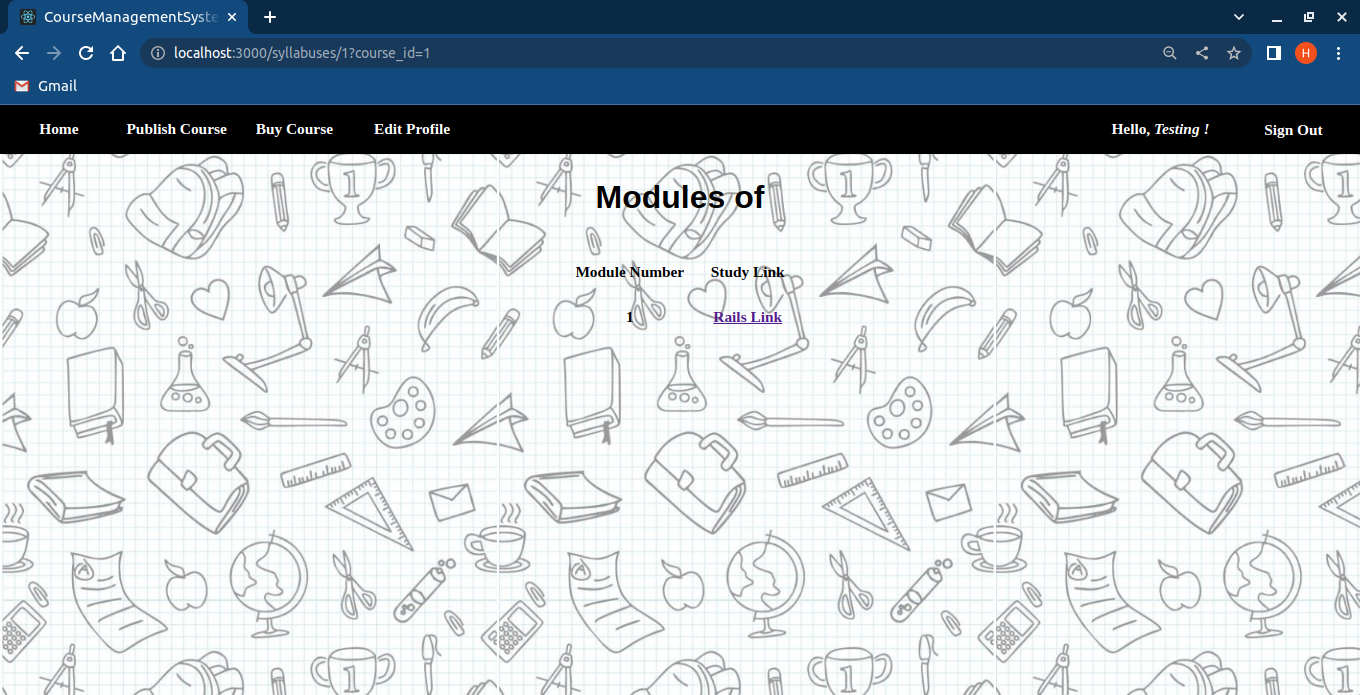 CourseManagementSyste
localhost:3000/syllabuses/1?course_id=1
H
Gmail
Home Publish Course Buy Course Edit Profile Hello, Testing ! Sign Out
Modules of
Module Number Study Link
1 Rails Link